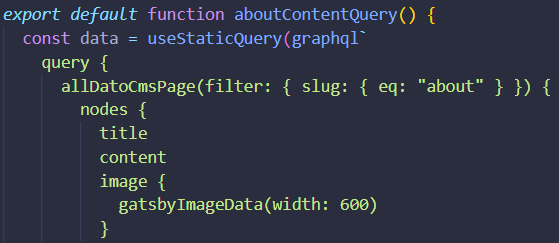 export default function aboutContentQuery() {
const data = useStaticQuery(graphql`
query {
allDatoCmsPage(filter: { slug: { eq: "about" } }) {
nodes {
title
content
image {
gatsbyImageData(width: 600)
}